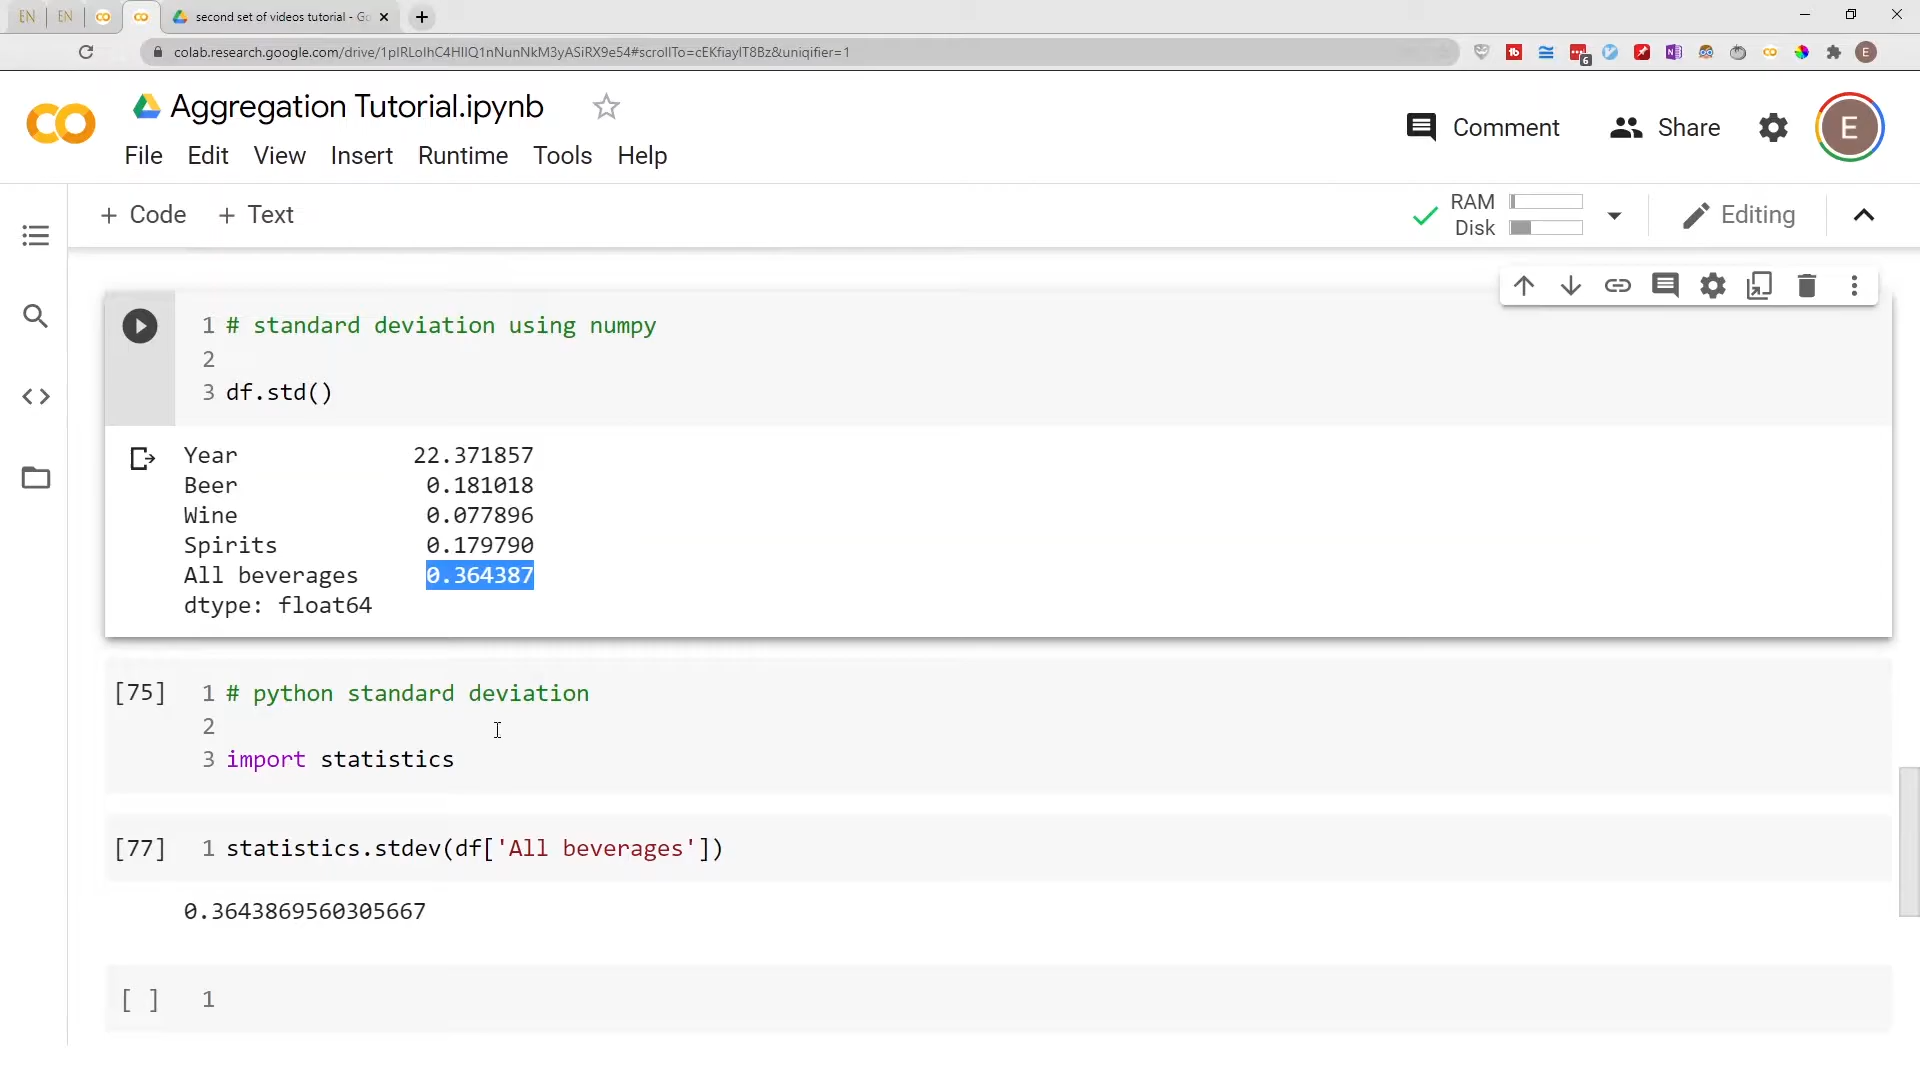 EN EN second set of videos tutorial - Go
colab.research.google.com/drive/1pIRLoIhC4HIIQ1nNunNkM3yASiRX9e54#scrollTo=cEKfiayIT8Bz&uniqifier=1
6 E
Aggregation Tutorial.ipynb
File Edit View Insert Runtime Tools Help
Comment Share E
+ Code + Text
RAM
Disk
Editing
1 # standard deviation using numpy
2
3 df.std()
Year 22.371857
Beer 0.181018
Wine 0.077896
Spirits 0.179790
All beverages 0.364387
dtype: float64
[75] 1 # python standard deviation
2
3 import statistics
[77] 1 statistics.stdev(df['All beverages'])
0.3643869560305667
[ ] 1